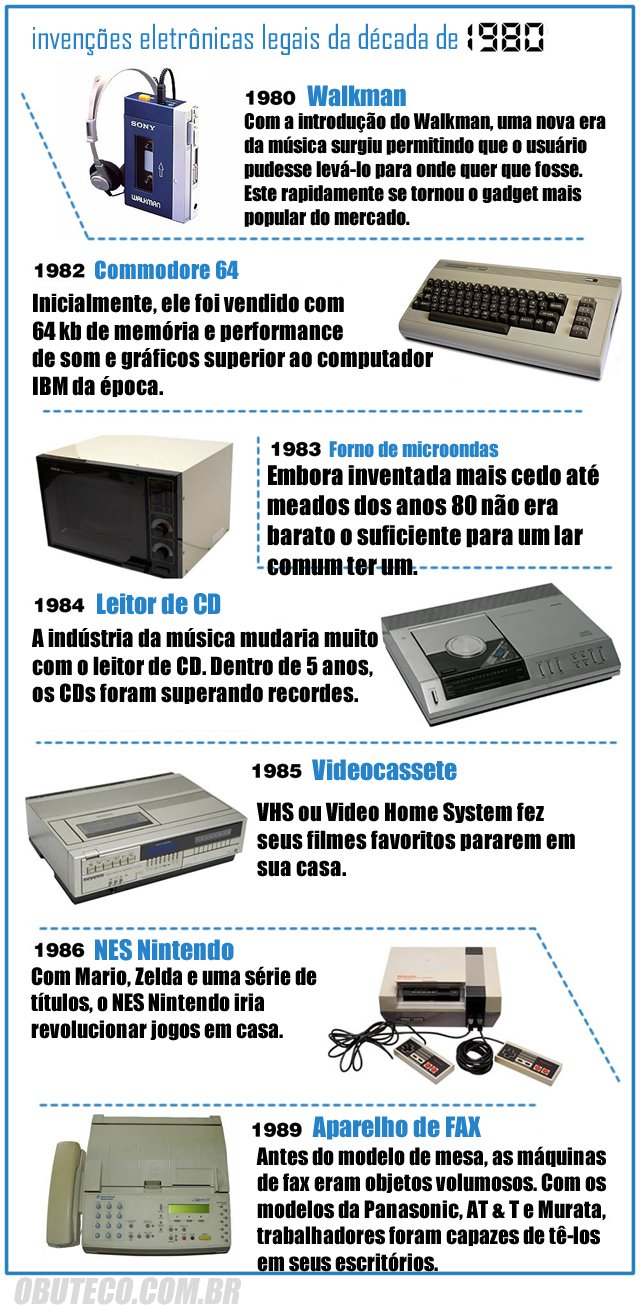 invenções eletrônicas legais da década de 1980
SONY
WALKMAN
1980 Walkman
Com a introdução do Walkman, uma nova era
da música surgiu permitindo que o usuário
pudesse levá-lo para onde quer que fosse.
Este rapidamente se tornou o gadget mais
popular do mercado.
1982 Commodore 64
Inicialmente, ele foi vendido com
64 kb de memória e performance
de som e gráficos superior ao computador
IBM da época.
1983 Forno de microondas
Embora inventada mais cedo até
meados dos anos 80 não era
barato o suficiente para um lar
comum ter um.
1984 Leitor de CD
A indústria da música mudaria muito
com o leitor de CD. Dentro de 5 anos,
os CDs foram superando recordes.
1985 Videocassete
VHS ou Video Home System fez
seus filmes favoritos pararem em
sua casa.
1986 NES Nintendo
Com Mario, Zelda e uma série de
títulos, o NES Nintendo iria
revolucionar jogos em casa.
1989 Aparelho de FAX
Antes do modelo de mesa, as máquinas
de fax eram objetos volumosos. Com os
modelos da Panasonic, AT & T e Murata,
trabalhadores foram capazes de tê-los
em seus escritórios.
OBUTECO.COM.BR